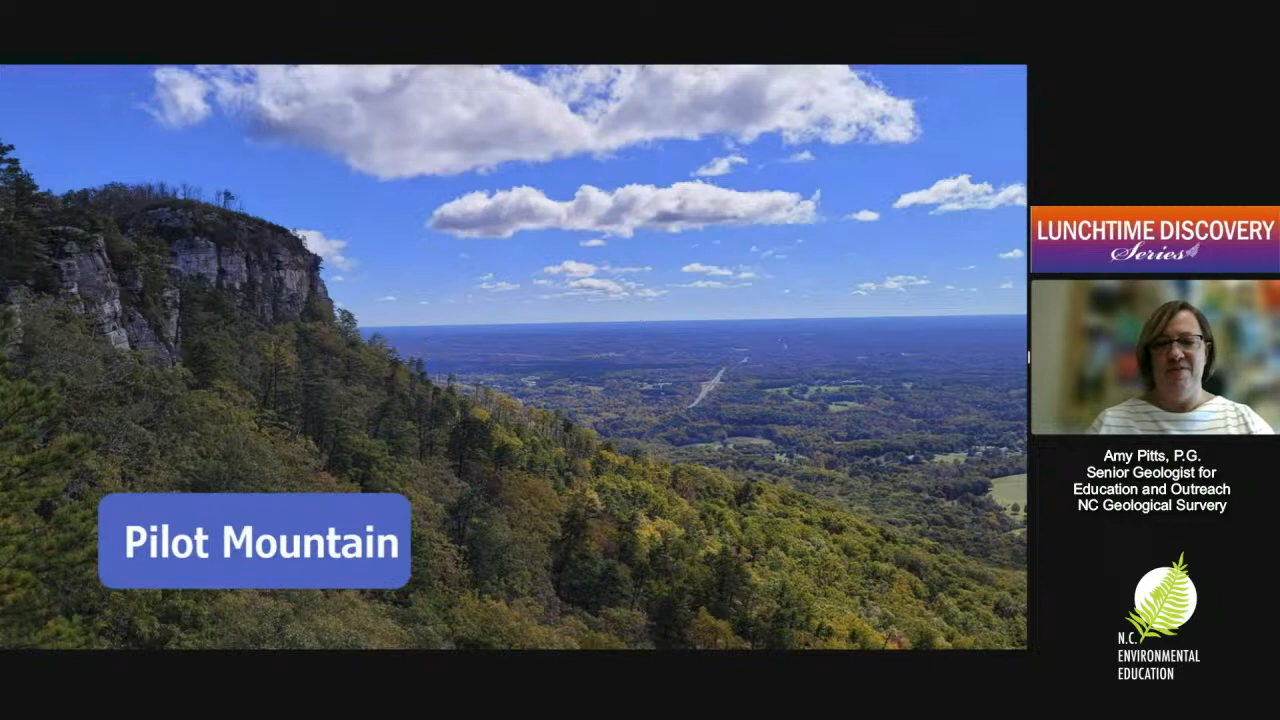 Pilot Mountain
LUNCHTIME DISCOVERY
Series
Amy Pitts, P.G.
Senior Geologist for
Education and Outreach
NC Geological Survery
N.C.
ENVIRONMENTAL
EDUCATION